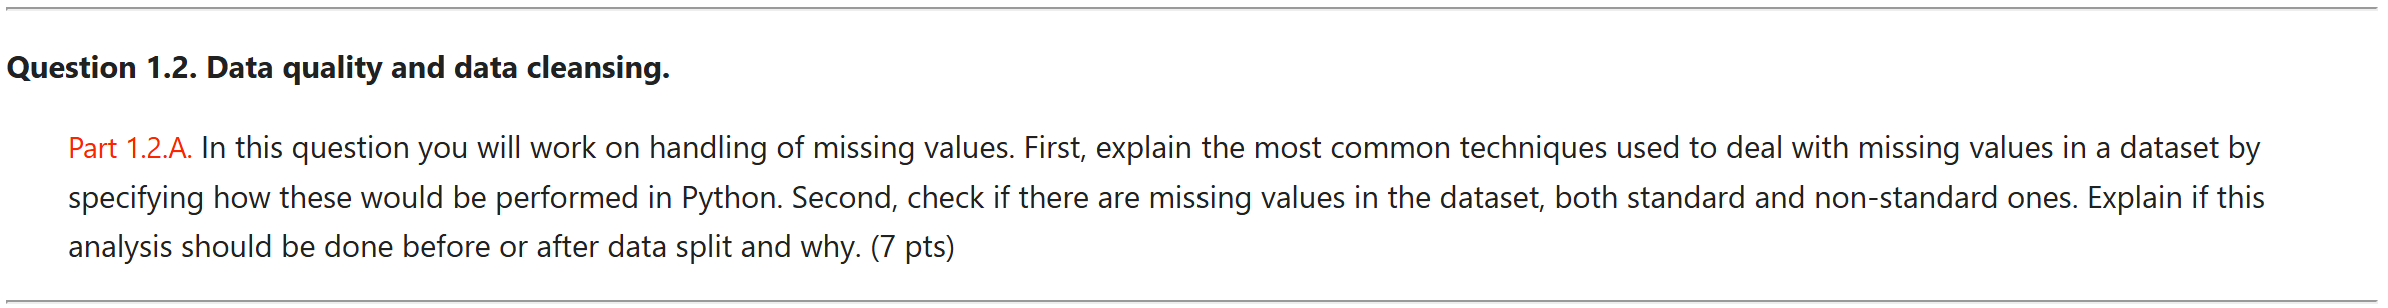 Question 1.2. Data quality and data cleansing.
Part 1.2.A. In this question you will work on handling of missing values. First, explain the most common techniques used to deal with missing values in a dataset by
specifying how these would be performed in Python. Second, check if there are missing values in the dataset, both standard and non-standard ones. Explain if this
analysis should be done before or after data split and why. (7 pts)